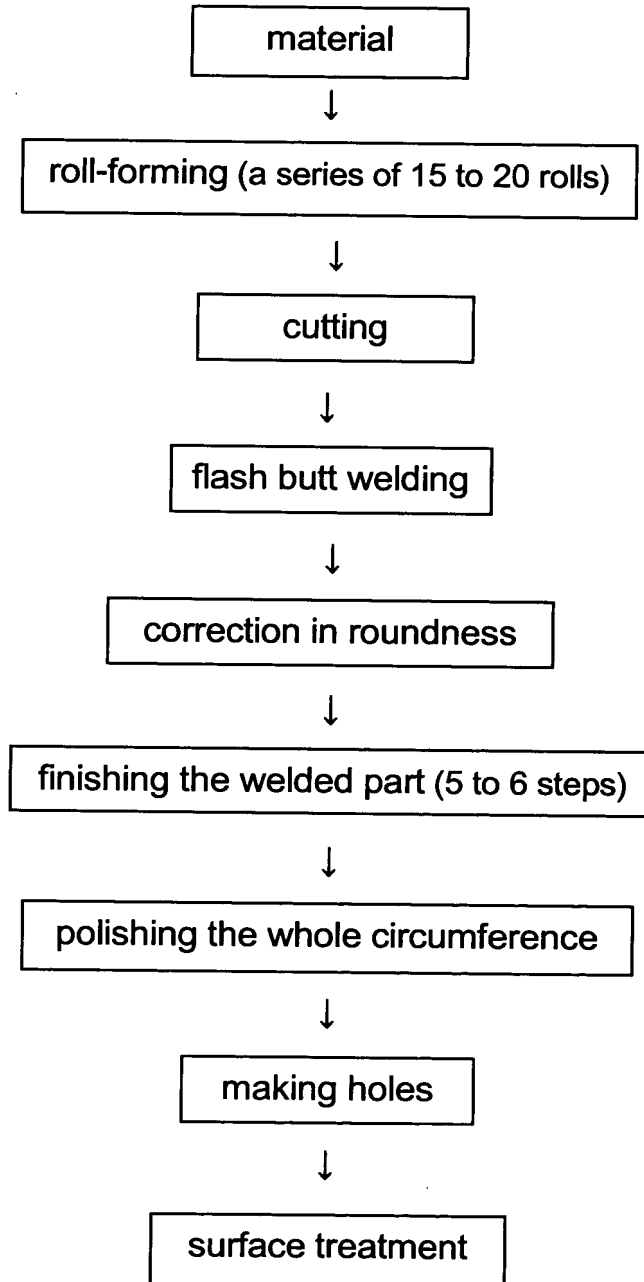 material
↓
roll-forming (a series of 15 to 20 rolls)
↓
cutting
↓
flash butt welding
↓
correction in roundness
↓
finishing the welded part (5 to 6 steps)
↓
polishing the whole circumference
↓
making holes
↓
surface treatment